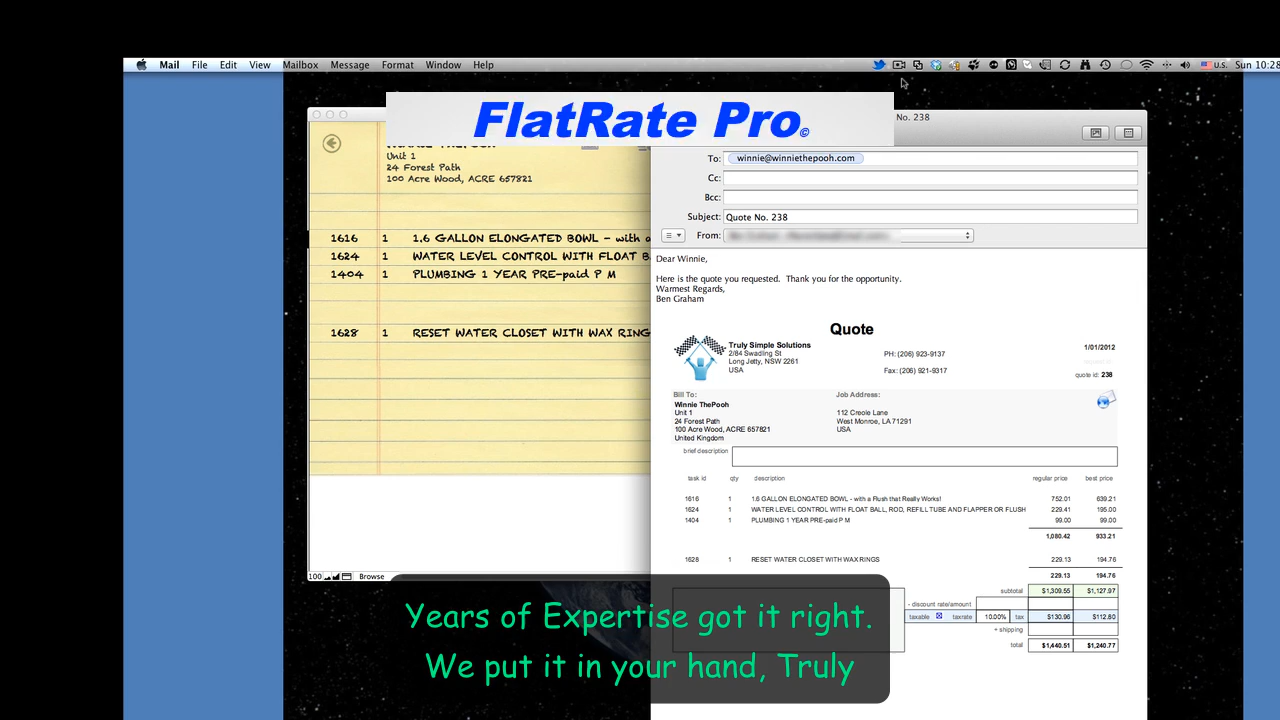 Mail File Edit View Mailbox Message Format Window Help U.S. Sun 10:28
FlatRate Pro©
No. 238
Unit 1
24 Forest Path
100 Acre Wood, ACRE 657821
1616 1 1.6 GALLON ELONGATED BOWL - with a
1624 1 WATER LEVEL CONTROL WITH FLOAT B
1404 1 PLUMBING 1 YEAR PRE-paid P M
1628 1 RESET WATER CLOSET WITH WAX RING
100 Browse
To: winnie@winniethepooh.com
Cc:
Bcc:
Subject: Quote No. 238
From:
Dear Winnie,
Here is the quote you requested. Thank you for the opportunity.
Warmest Regards,
Ben Graham
Quote
Truly Simple Solutions
2/84 Swadling St
Long Jetty, NSW 2261
USA
PH: (206) 923-9137
Fax: (206) 921-9317
1/01/2012
quote id: 238
Bill To:
Winnie ThePooh
Unit 1
24 Forest Path
100 Acre Wood, ACRE 657821
United Kingdom
Job Address:
112 Creole Lane
West Monroe, LA 71291
USA
brief description
task id qty description regular price best price
1616 1 1.6 GALLON ELONGATED BOWL - with a Flush that Really Works! 752.01 639.21
1624 1 WATER LEVEL CONTROL WITH FLOAT BALL, ROD, REFILL TUBE AND FLAPPER OR FLUSH 229.41 195.00
1404 1 PLUMBING 1 YEAR PRE-paid P M 99.00 99.00
1,080.42 933.21
1628 1 RESET WATER CLOSET WITH WAX RINGS 229.13 194.76
229.13 194.76
subtotal $1,309.55 $1,127.97
- discount rate/amount
taxable taxrate 10.00% tax $130.96 $112.80
+ shipping
total $1,440.51 $1,240.77
Years of Expertise got it right.
We put it in your hand, Truly